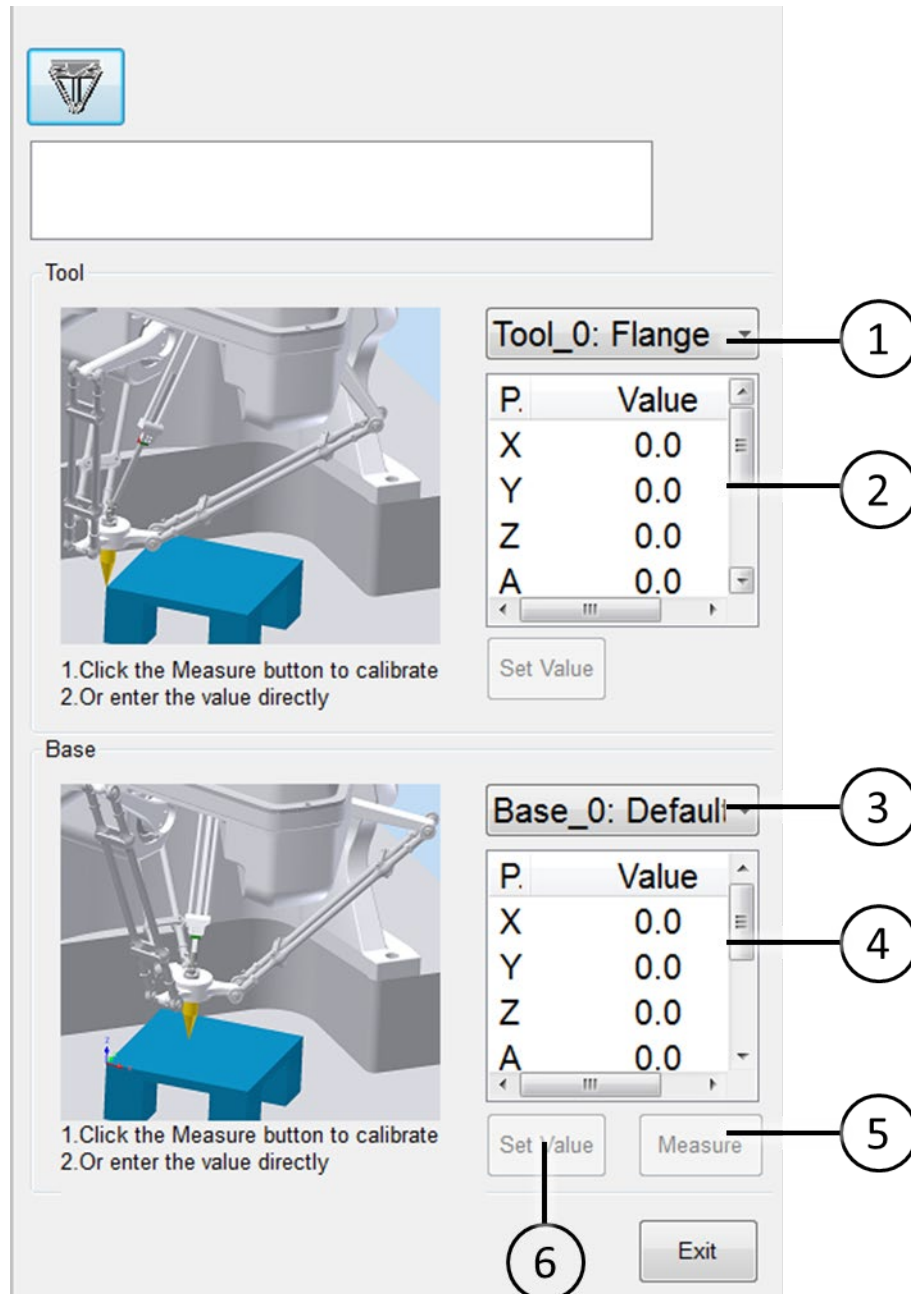 Tool
Tool_0: Flange
1
P. Value
X 0.0
Y 0.0
2
Z 0.0
A 0.0
1.Click the Measure button to calibrate
2.Or enter the value directly
Set Value
Base
Base_0: Defaul
3
P. Value
X 0.0
4
Y 0.0
Z 0.0
A 0.0
z
1.Click the Measure button to calibrate
2.Or enter the value directly
Set Value
Measure
5
6
Exit